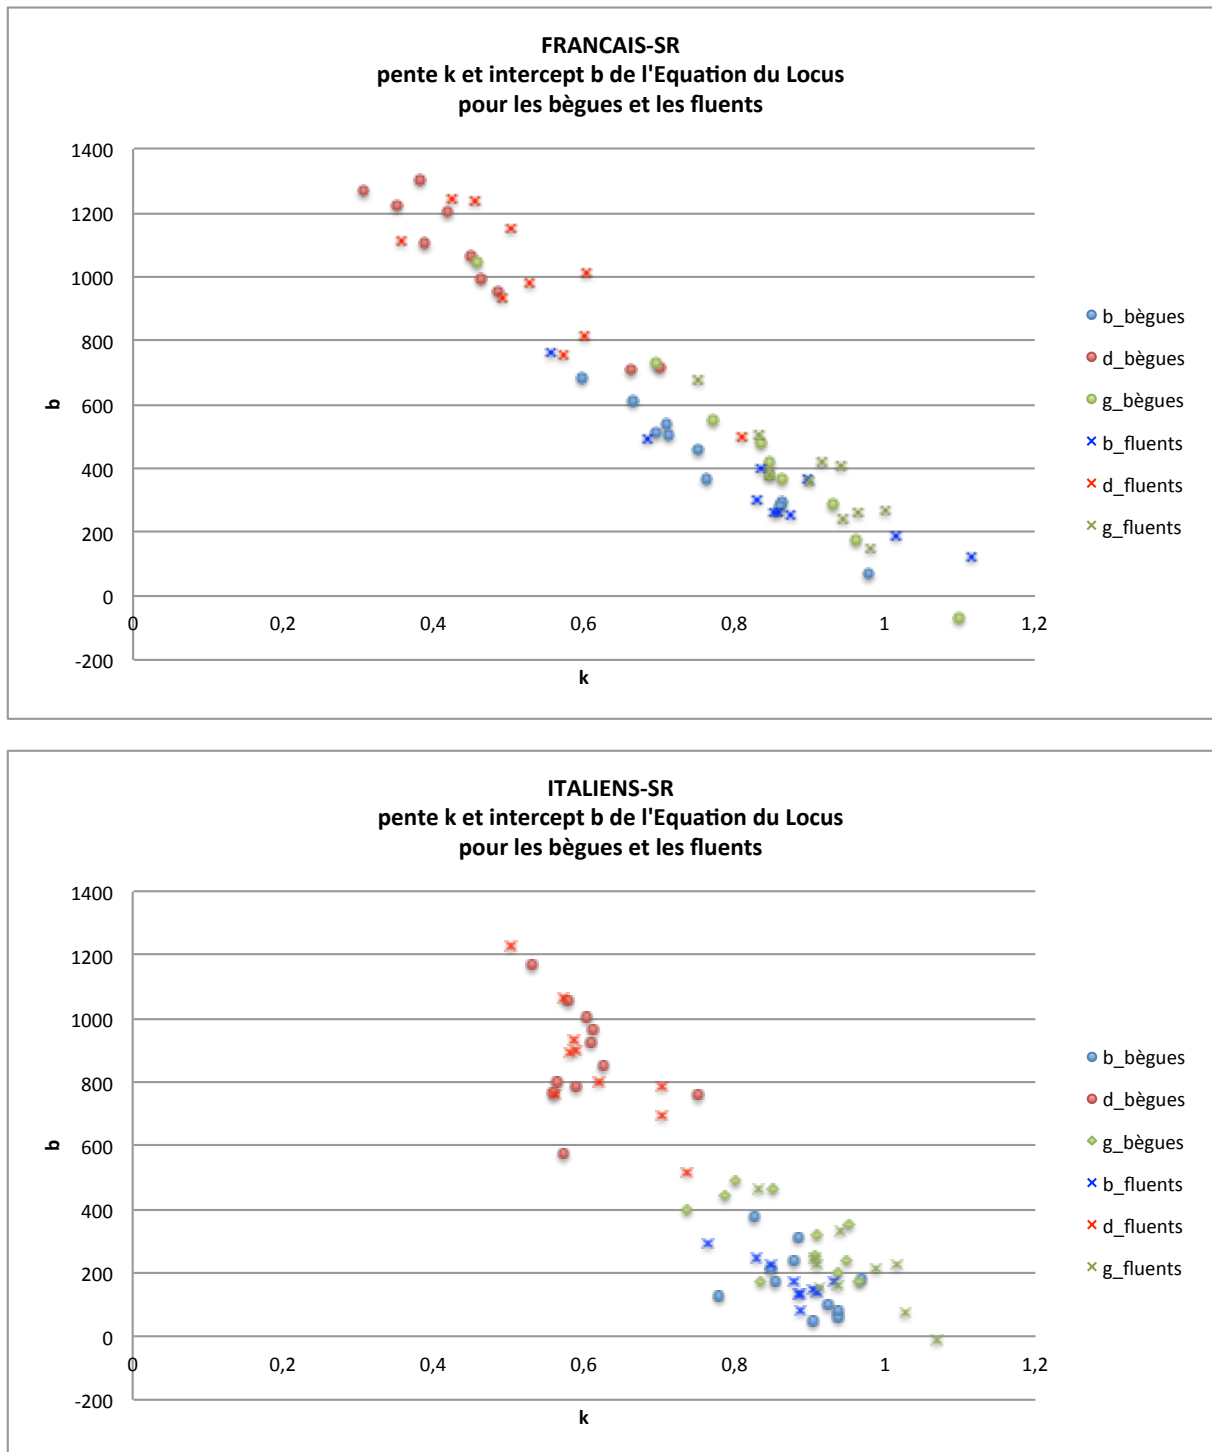 FRANCAIS-SR
pente k et intercept b de l'Equation du Locus
pour les bègues et les fluents
1400
1200
1000
800
600
400
200
0
-200
b
0
0,2
0,4
0,6
0,8
1
1,2
k
b_bègues
d_bègues
g_bègues
b_fluents
d_fluents
g_fluents
ITALIENS-SR
pente k et intercept b de l'Equation du Locus
pour les bègues et les fluents
1400
1200
1000
800
600
400
200
0
-200
b
0
0,2
0,4
0,6
0,8
1
1,2
k
b_bègues
d_bègues
g_bègues
b_fluents
d_fluents
g_fluents